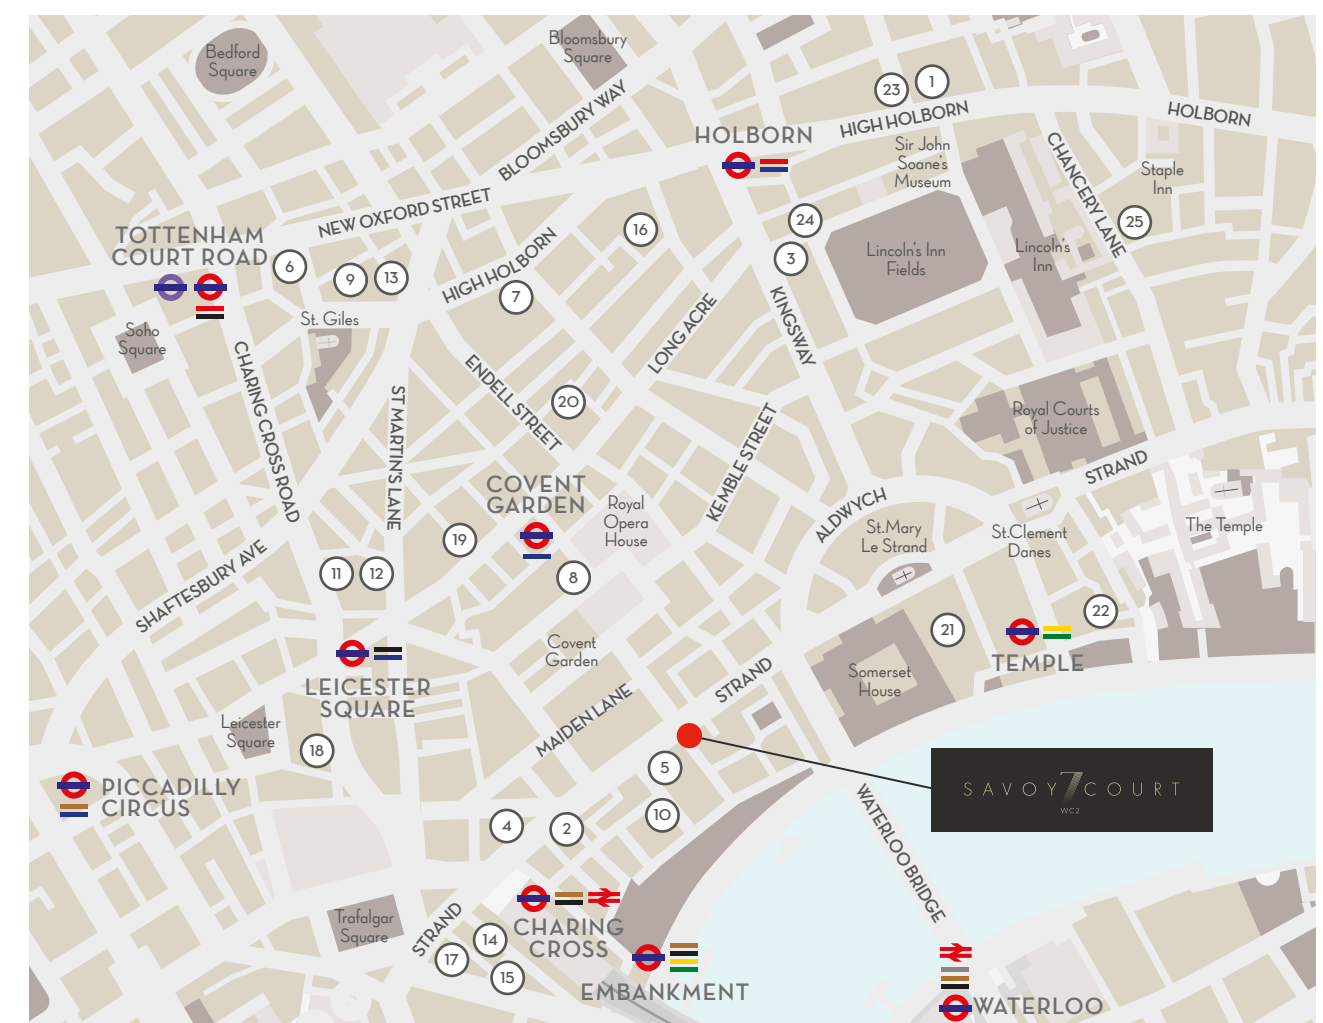 Bedford
Square
Bloomsbury
Square
BLOOMSBURY WAY
23
1
HIGH HOLBORN
HOLBORN
HOLBORN
Sir John
Soane's
Museum
CHANCERY LANE
Staple
Inn
25
NEW OXFORD STREET
TOTTENHAM
COURT ROAD
6
9
13
HIGH HOLBORN
7
16
24
3
Lincoln's Inn
Fields
Lincoln's
Inn
Soho
Square
St. Giles
CHARING CROSS ROAD
ST MARTIN'S LANE
ENDELL STREET
LONG ACRE
KINGSWAY
20
KEMBLE STREET
Royal Courts
of Justice
STRAND
COVENT
GARDEN
Royal
Opera
House
ALDWYCH
St.Mary
Le Strand
St.Clement
Danes
The Temple
SHAFTESBURY AVE
11
12
19
8
21
22
TEMPLE
LEICESTER
SQUARE
Covent
Garden
MAIDEN LANE
STRAND
Somerset
House
Leicester
Square
18
PICCADILLY
CIRCUS
5
10
4
2
SAVOY 7 COURT
WC2
WATERLOO BRIDGE
Trafalgar
Square
STRAND
CHARING
CROSS
14
17
15
EMBANKMENT
WATERLOO